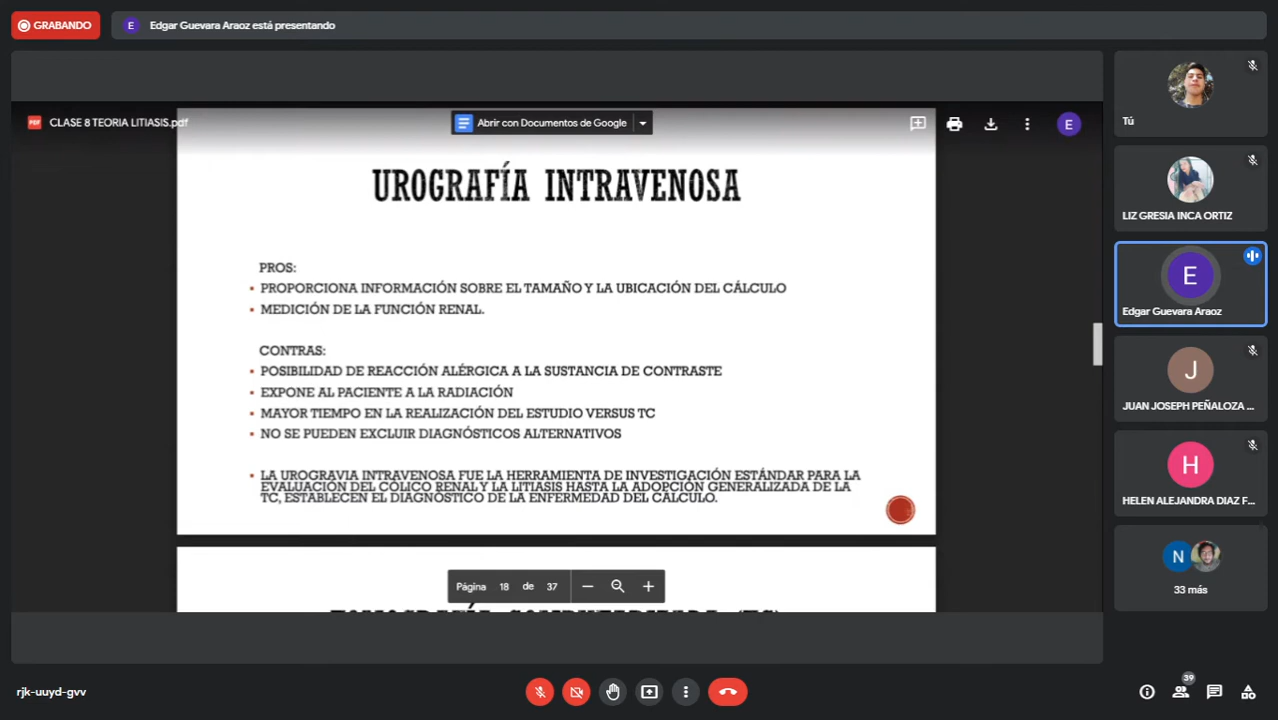 GRABANDO
E
Edgar Guevara Araoz está presentando
PDF
CLASE 8 TEORIA LITIASIS.pdf
Abrir con Documentos de Google
E
UROGRAFÍA INTRAVENOSA
PROS:
• PROPORCIONA INFORMACIÓN SOBRE EL TAMAÑO Y LA UBICACIÓN DEL CÁLCULO
• MEDICIÓN DE LA FUNCIÓN RENAL.
CONTRAS:
• POSIBILIDAD DE REACCIÓN ALÉRGICA A LA SUSTANCIA DE CONTRASTE
• EXPONE AL PACIENTE A LA RADIACIÓN
• MAYOR TIEMPO EN LA REALIZACIÓN DEL ESTUDIO VERSUS TC
• NO SE PUEDEN EXCLUIR DIAGNÓSTICOS ALTERNATIVOS
• LA UROGRAVIA INTRAVENOSA FUE LA HERRAMIENTA DE INVESTIGACIÓN ESTÁNDAR PARA LA
EVALUACIÓN DEL CÓLICO RENAL Y LA LITIASIS HASTA LA ADOPCIÓN GENERALIZADA DE LA
TC, ESTABLECEN EL DIAGNÓSTICO DE LA ENFERMEDAD DEL CÁLCULO.
Página 18 de 37
TOMOGRAFÍA COMPUTARIZADA (TC)
Tú
LIZ GRESIA INCA ORTIZ
E
Edgar Guevara Araoz
J
JUAN JOSEPH PEÑALOZA ...
H
HELEN ALEJANDRA DIAZ F...
N
33 más
rjk-uuyd-gvv
39